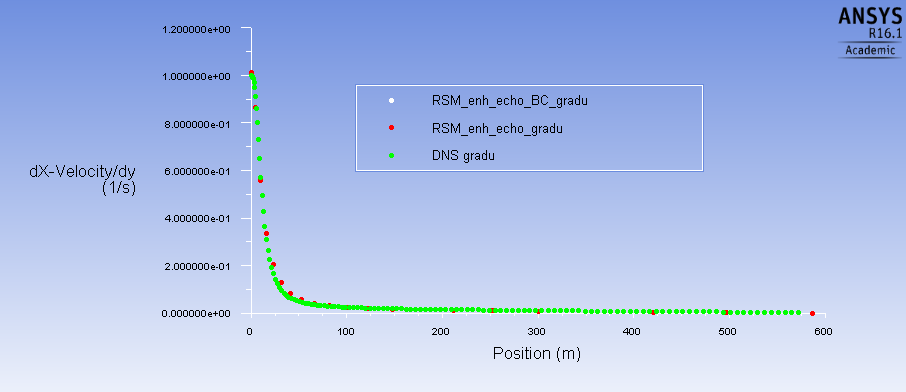 ANSYS
R16.1
Academic
1.200000e+00
1.000000e+00
8.000000e-01
6.000000e-01
4.000000e-01
2.000000e-01
0.000000e+00
dX-Velocity/dy
(1/s)
RSM_enh_echo_BC_gradu
RSM_enh_echo_gradu
DNS gradu
0 100 200 300 400 500 600
Position (m)